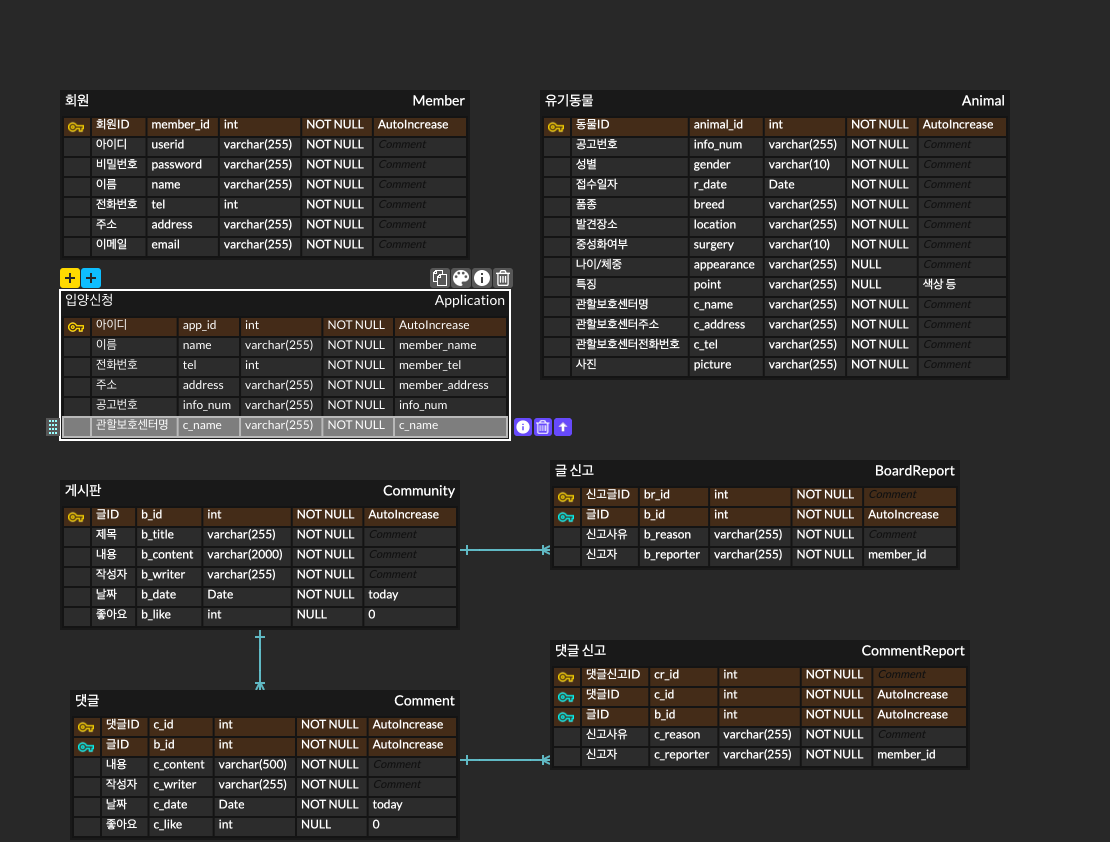 회원 Member
회원ID member_id int NOT NULL AutoIncrease
아이디 userid varchar(255) NOT NULL Comment
비밀번호 password varchar(255) NOT NULL Comment
이름 name varchar(255) NOT NULL Comment
전화번호 tel int NOT NULL Comment
주소 address varchar(255) NOT NULL Comment
이메일 email varchar(255) NOT NULL Comment
유기동물 Animal
동물ID animal_id int NOT NULL AutoIncrease
공고번호 info_num varchar(255) NOT NULL Comment
성별 gender varchar(10) NOT NULL Comment
접수일자 r_date Date NOT NULL Comment
품종 breed varchar(255) NOT NULL Comment
발견장소 location varchar(255) NOT NULL Comment
중성화여부 surgery varchar(10) NOT NULL Comment
나이/체중 appearance varchar(255) NULL Comment
특징 point varchar(255) NULL 색상 등
관할보호센터명 c_name varchar(255) NOT NULL Comment
관할보호센터주소 c_address varchar(255) NOT NULL Comment
관할보호센터전화번호 c_tel varchar(255) NOT NULL Comment
사진 picture varchar(255) NOT NULL Comment
입양신청 Application
아이디 app_id int NOT NULL AutoIncrease
이름 name varchar(255) NOT NULL member_name
전화번호 tel int NOT NULL member_tel
주소 address varchar(255) NOT NULL member_address
공고번호 info_num varchar(255) NOT NULL info_num
관할보호센터명 c_name varchar(255) NOT NULL c_name
게시판 Community
글ID b_id int NOT NULL AutoIncrease
제목 b_title varchar(255) NOT NULL Comment
내용 b_content varchar(2000) NOT NULL Comment
작성자 b_writer varchar(255) NOT NULL Comment
날짜 b_date Date NOT NULL today
좋아요 b_like int NULL 0
글 신고 BoardReport
신고글ID br_id int NOT NULL Comment
글ID b_id int NOT NULL AutoIncrease
신고사유 b_reason varchar(255) NOT NULL Comment
신고자 b_reporter varchar(255) NOT NULL member_id
댓글 Comment
댓글ID c_id int NOT NULL AutoIncrease
글ID b_id int NOT NULL AutoIncrease
내용 c_content varchar(500) NOT NULL Comment
작성자 c_writer varchar(255) NOT NULL Comment
날짜 c_date Date NOT NULL today
좋아요 c_like int NULL 0
댓글 신고 CommentReport
댓글신고ID cr_id int NOT NULL Comment
댓글ID c_id int NOT NULL AutoIncrease
글ID b_id int NOT NULL AutoIncrease
신고사유 c_reason varchar(255) NOT NULL Comment
신고자 c_reporter varchar(255) NOT NULL member_id